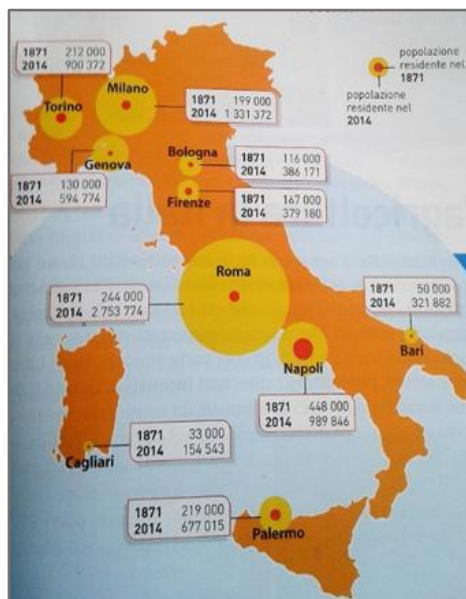 popolazione
residente nel
1871
popolazione
residente nel
2014
1871 212 000
2014 900 372
Torino
Milano
1871 199 000
2014 1 331 372
Genova
1871 130 000
2014 594 774
Bologna
1871 116 000
2014 386 171
Firenze
1871 167 000
2014 379 180
Roma
1871 244 000
2014 2 753 774
1871 50 000
2014 321 882
Bari
Napoli
1871 448 000
2014 989 846
1871 33 000
2014 154 543
Cagliari
1871 219 000
2014 677 015
Palermo